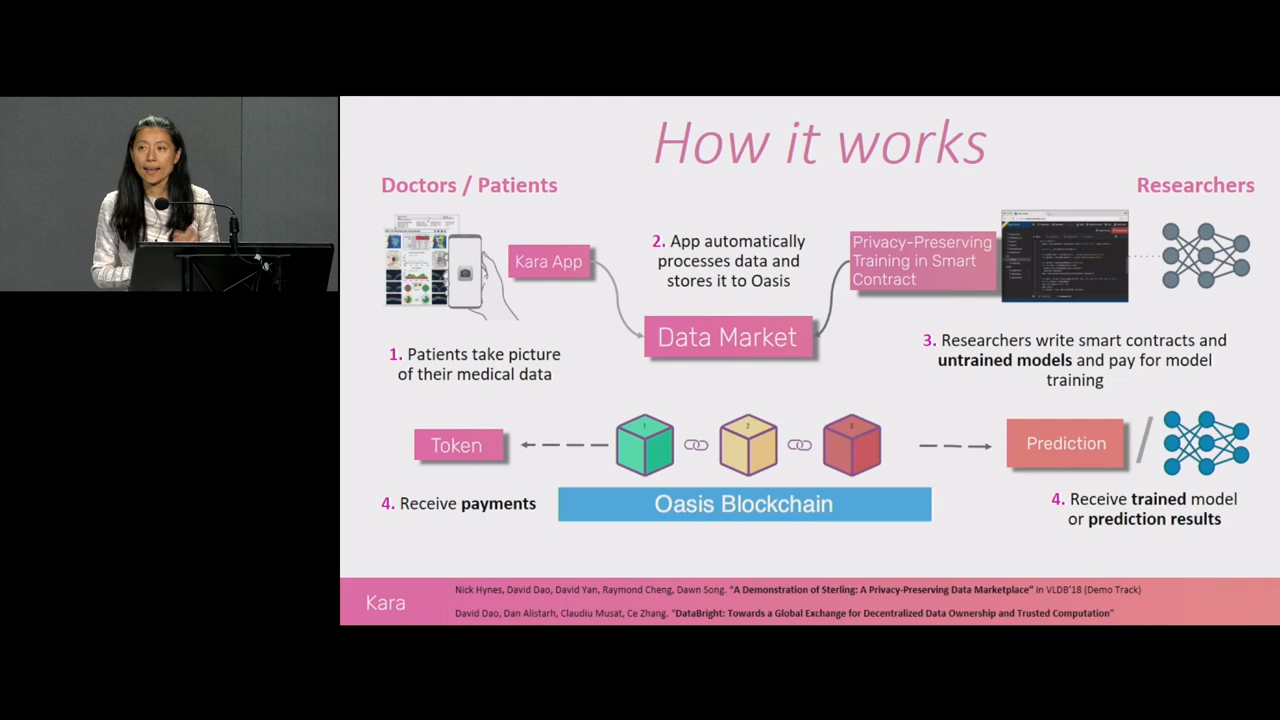 How it works
Doctors / Patients
Researchers
Kara App
2. App automatically
processes data and
stores it to Oasis
Privacy-Preserving
Training in Smart
Contract
Data Market
1. Patients take picture
of their medical data
3. Researchers write smart contracts and
untrained models and pay for model
training
Token
1
2
3
Prediction
/
4. Receive payments
Oasis Blockchain
4. Receive trained model
or prediction results
Kara
Nick Hynes, David Dao, David Yan, Raymond Cheng, Dawn Song. “A Demonstration of Sterling: A Privacy-Preserving Data Marketplace” in VLDB'18 (Demo Track)
David Dao, Dan Alistarh, Claudiu Musat, Ce Zhang. “DataBright: Towards a Global Exchange for Decentralized Data Ownership and Trusted Computation”